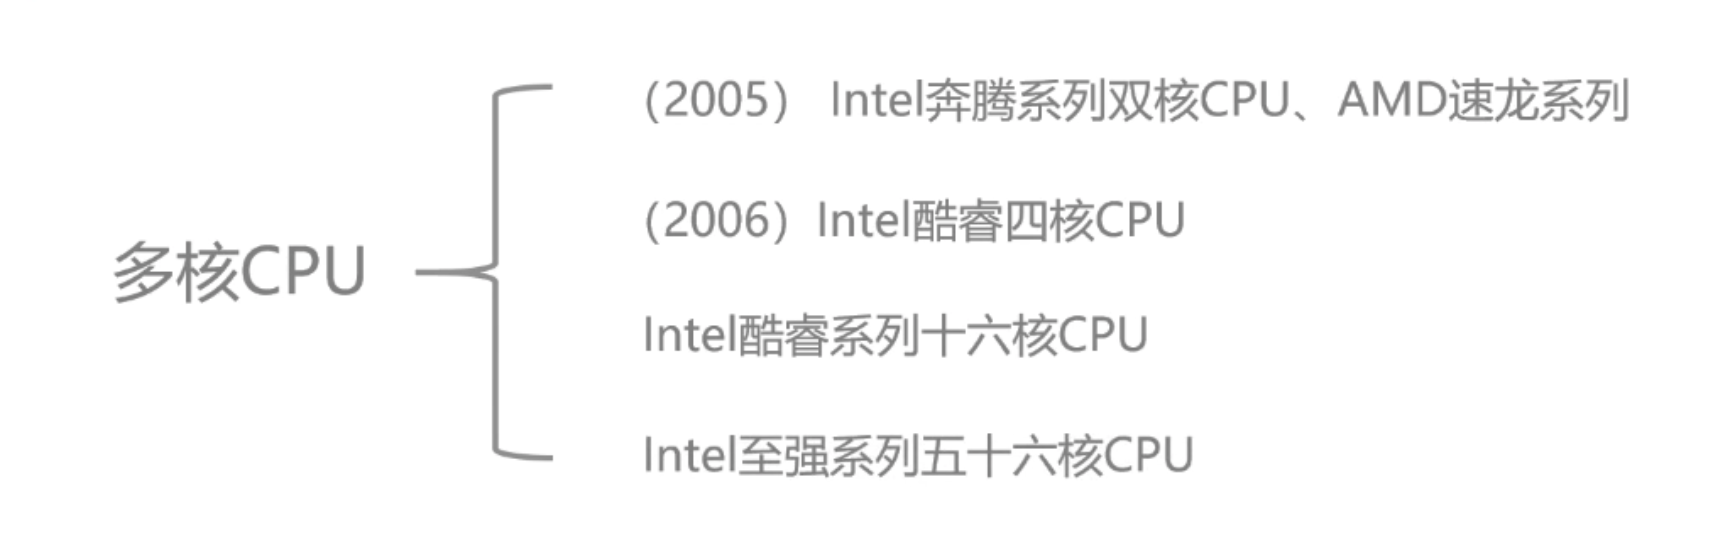 多核CPU
（2005） Intel奔腾系列双核CPU、AMD速龙系列
（2006）Intel酷睿四核CPU
Intel酷睿系列十六核CPU
Intel至强系列五十六核CPU